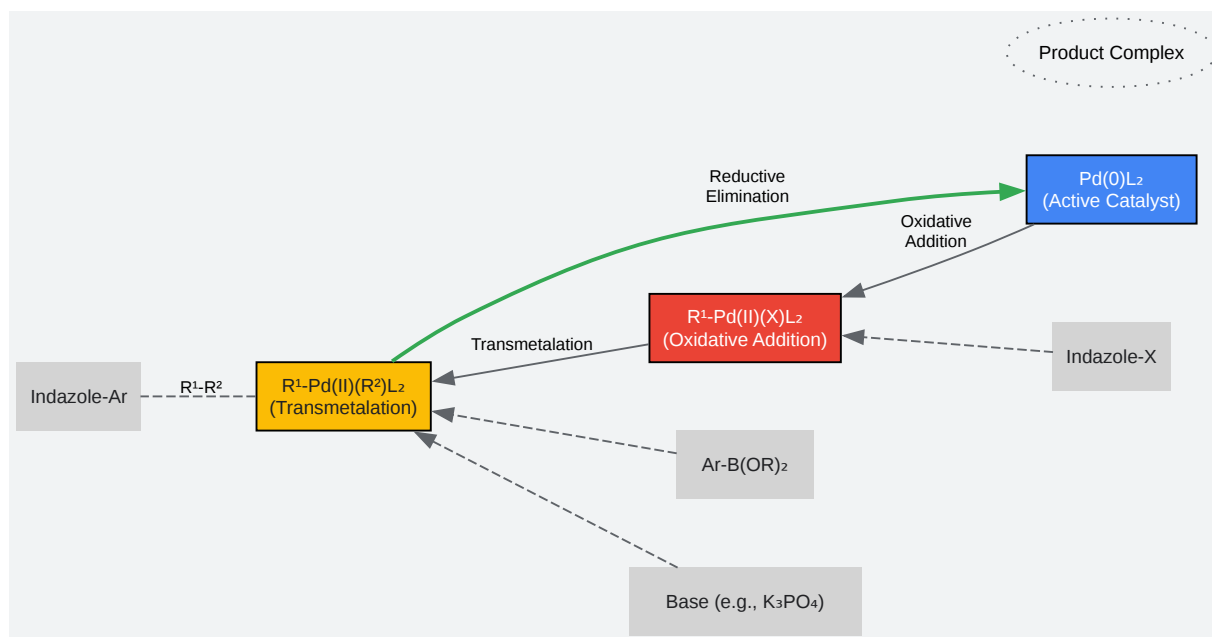 Product Complex
Reductive
Elimination
Pd(0)L₂
(Active Catalyst)
Oxidative
Addition
R¹-Pd(II)(X)L₂
(Oxidative Addition)
Transmetalation
Indazole-X
R¹-Pd(II)(R²)L₂
(Transmetalation)
R¹-R²
Indazole-Ar
Ar-B(OR)₂
Base (e.g., K₃PO₄)